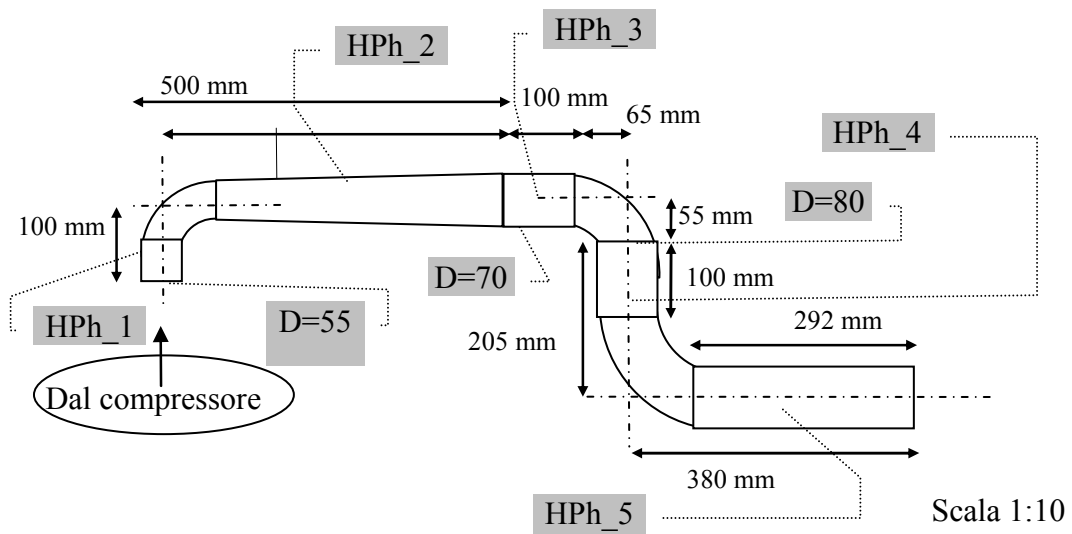 HPh_3
HPh_2
500 mm
100 mm
65 mm
HPh_4
100 mm
55 mm
D=80
D=70
100 mm
HPh_1
D=55
205 mm
292 mm
Dal compressore
380 mm
HPh_5
Scala 1:10